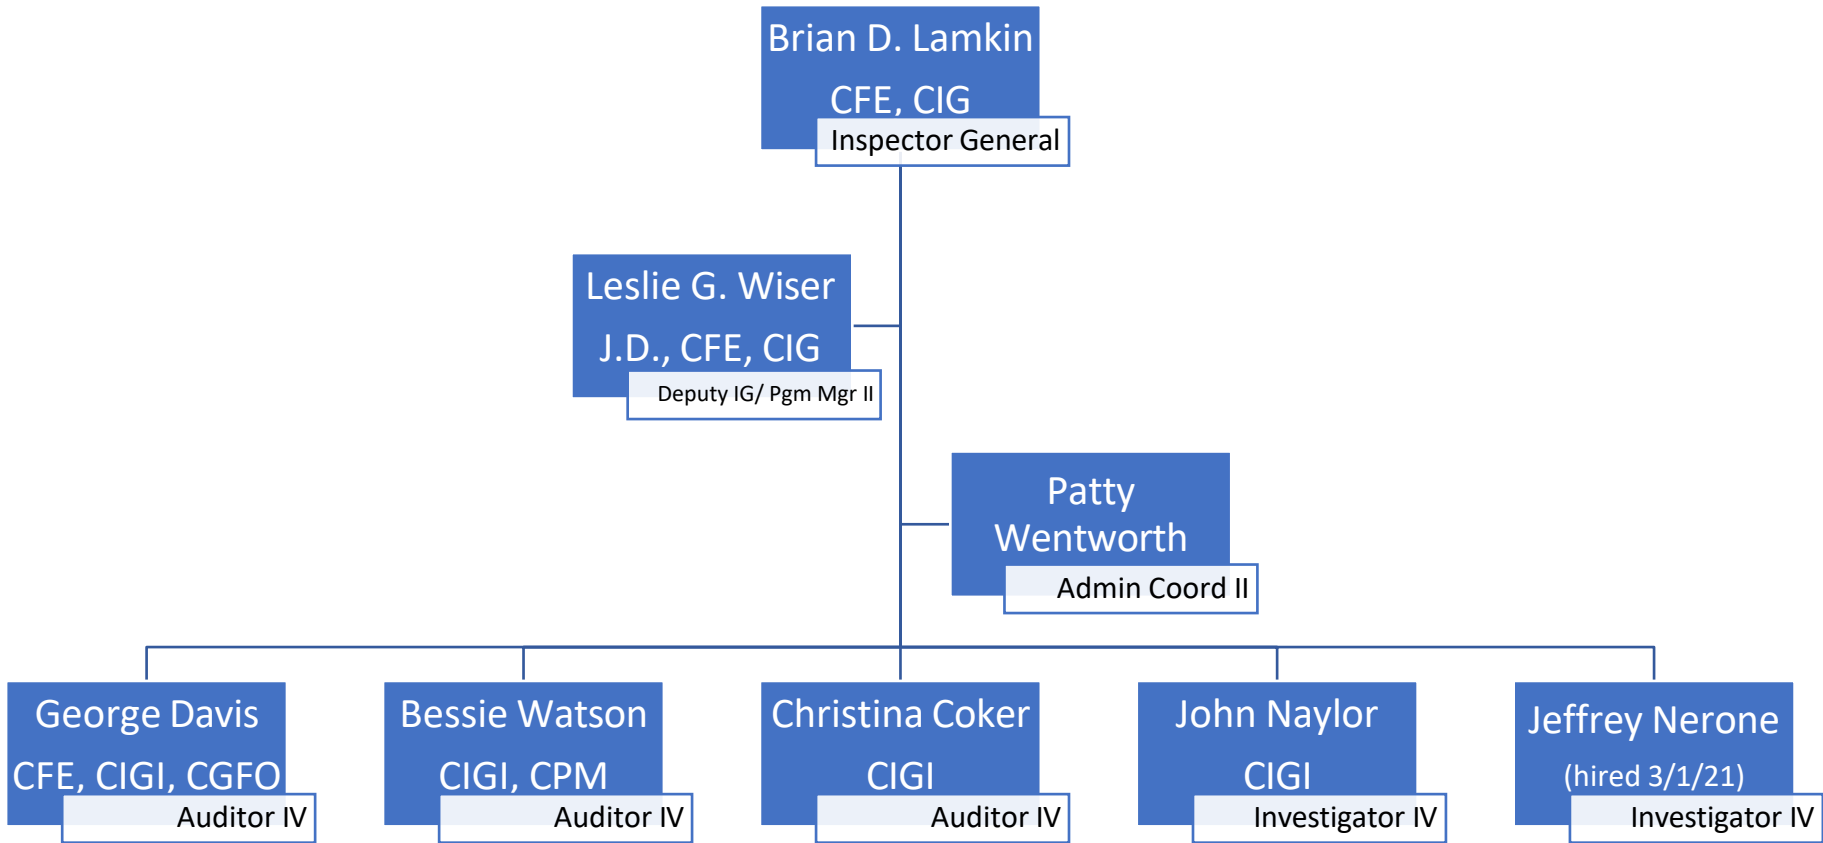 Brian D. Lamkin
CFE, CIG
Inspector General
Leslie G. Wiser
J.D., CFE, CIG
Deputy IG/ Pgm Mgr II
Patty
Wentworth
Admin Coord II
George Davis
CFE, CIGI, CGFO
Auditor IV
Bessie Watson
CIGI, CPM
Auditor IV
Christina Coker
CIGI
Auditor IV
John Naylor
CIGI
Investigator IV
Jeffrey Nerone
(hired 3/1/21)
Investigator IV